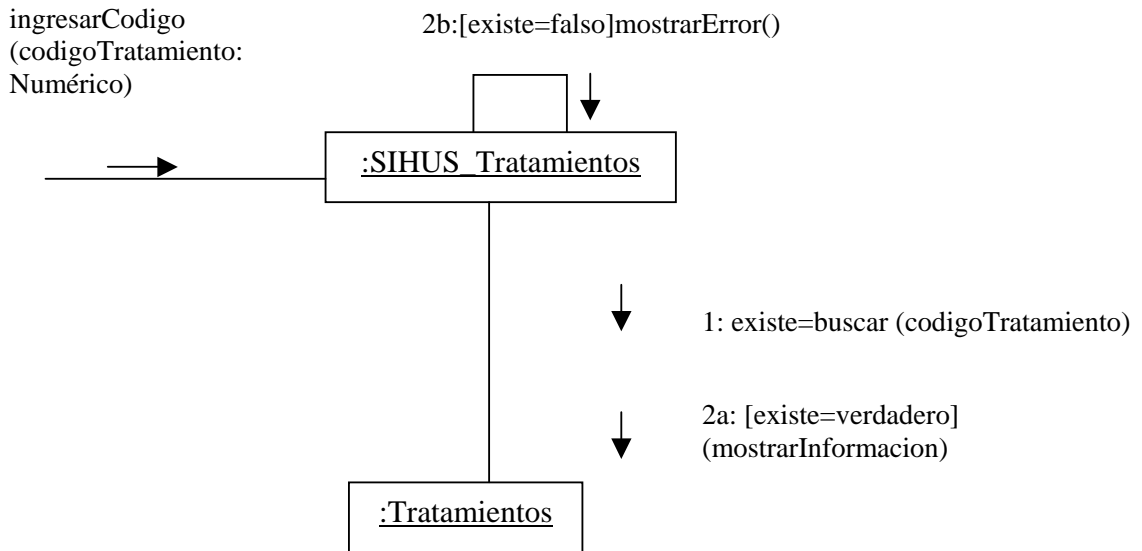 ingresarCodigo
(codigoTratamiento:
Numérico)
2b:[existe=falso]mostrarError()
:SIHUS_Tratamientos
1: existe=buscar (codigoTratamiento)
2a: [existe=verdadero]
(mostrarInformacion)
:Tratamientos